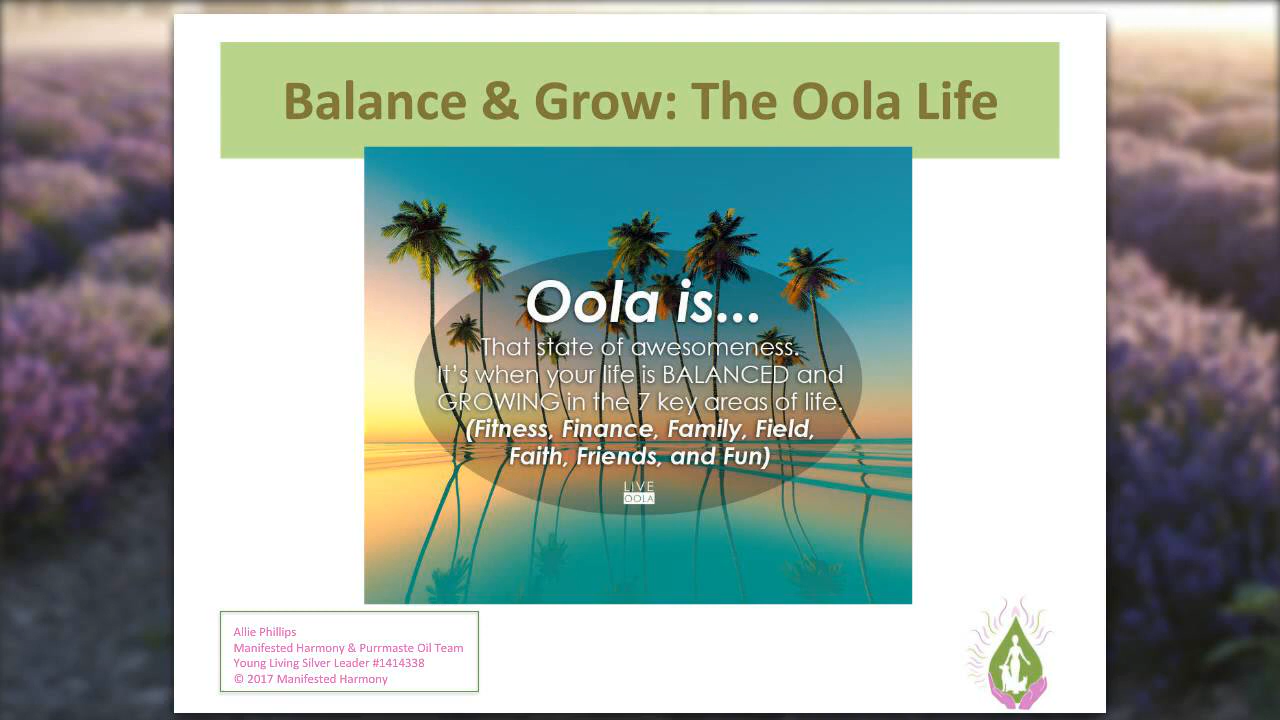 Balance & Grow: The Oola Life
Oola is...
That state of awesomeness.
It's when your life is BALANCED and
GROWING in the 7 key areas of life.
(Fitness, Finance, Family, Field,
Faith, Friends, and Fun)
LIVE
OOLA
Allie Phillips
Manifested Harmony & Purrmaste Oil Team
Young Living Silver Leader #1414338
© 2017 Manifested Harmony